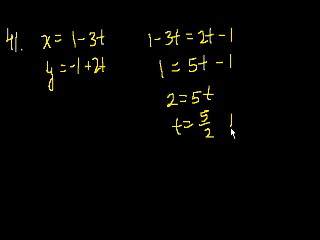 41. x = 1 - 3t
y = -1 + 2t
1 - 3t = 2t - 1
1 = 5t - 1
2 = 5t
t = 5/2